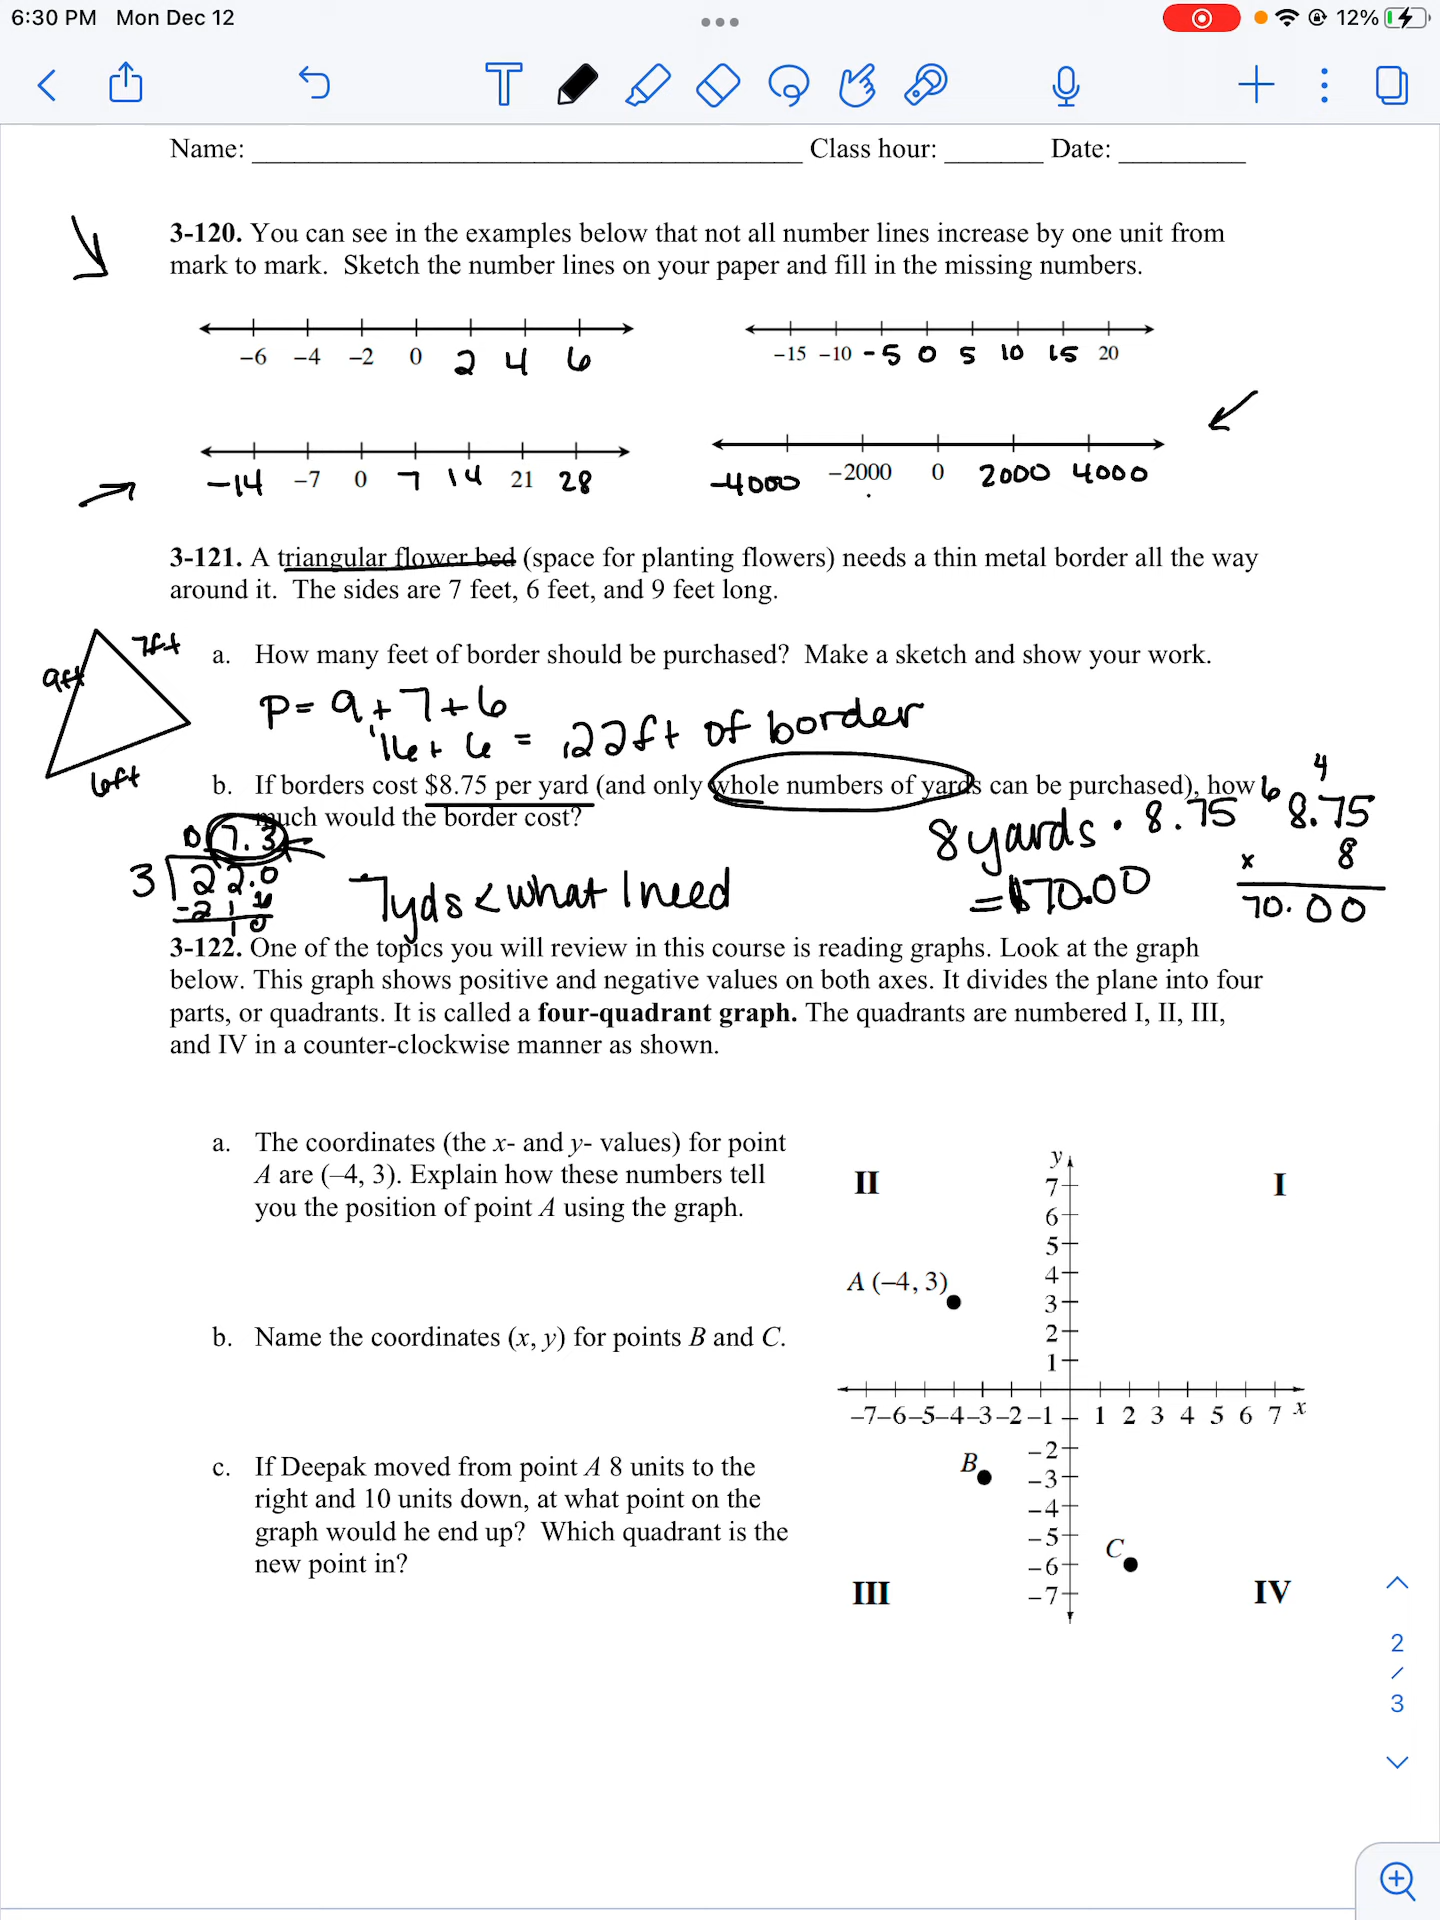 6:30 PM Mon Dec 12
12%
T
Name: Class hour: Date:
3-120. You can see in the examples below that not all number lines increase by one unit from
mark to mark. Sketch the number lines on your paper and fill in the missing numbers.
–6 –4 –2 0 2 4 6
–15 –10 -5 0 5 10 15 20
-14 –7 0 7 14 21 28
-4000 –2000 0 2000 4000
3-121. A triangular flower bed (space for planting flowers) needs a thin metal border all the way
around it. The sides are 7 feet, 6 feet, and 9 feet long.
7ft
9ft
6ft
a. How many feet of border should be purchased? Make a sketch and show your work.
P= 9+7+6
16+6 = 22ft of border
b. If borders cost $8.75 per yard (and only whole numbers of yards can be purchased), how
much would the border cost?
07.3
3 22.0
-21
10
7yds < what I need
8yards • 8.75
=$70.00
6 4
8.75
x 8
70.00
3-122. One of the topics you will review in this course is reading graphs. Look at the graph
below. This graph shows positive and negative values on both axes. It divides the plane into four
parts, or quadrants. It is called a four-quadrant graph. The quadrants are numbered I, II, III,
and IV in a counter-clockwise manner as shown.
a. The coordinates (the x- and y- values) for point
A are (–4, 3). Explain how these numbers tell
you the position of point A using the graph.
b. Name the coordinates (x, y) for points B and C.
c. If Deepak moved from point A 8 units to the
right and 10 units down, at what point on the
graph would he end up? Which quadrant is the
new point in?
y
II
I
7
6
5
4
A (–4, 3)
3
2
1
–7–6–5–4–3–2–1 1 2 3 4 5 6 7 x
–2
B
–3
–4
–5
C
–6
–7
III
IV
2
/
3